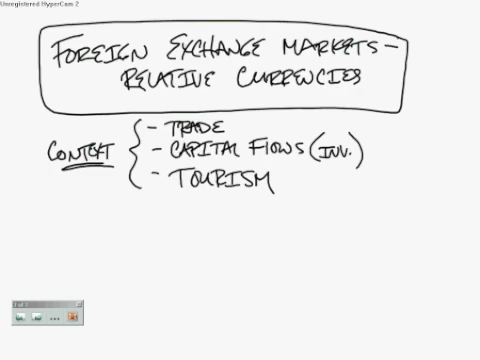 Unregistered HyperCam 2
FOREIGN EXCHANGE MARKETS -
RELATIVE CURRENCIES
- TRADE
CONTEXT - CAPITAL FLOWS (INV.)
- TOURISM